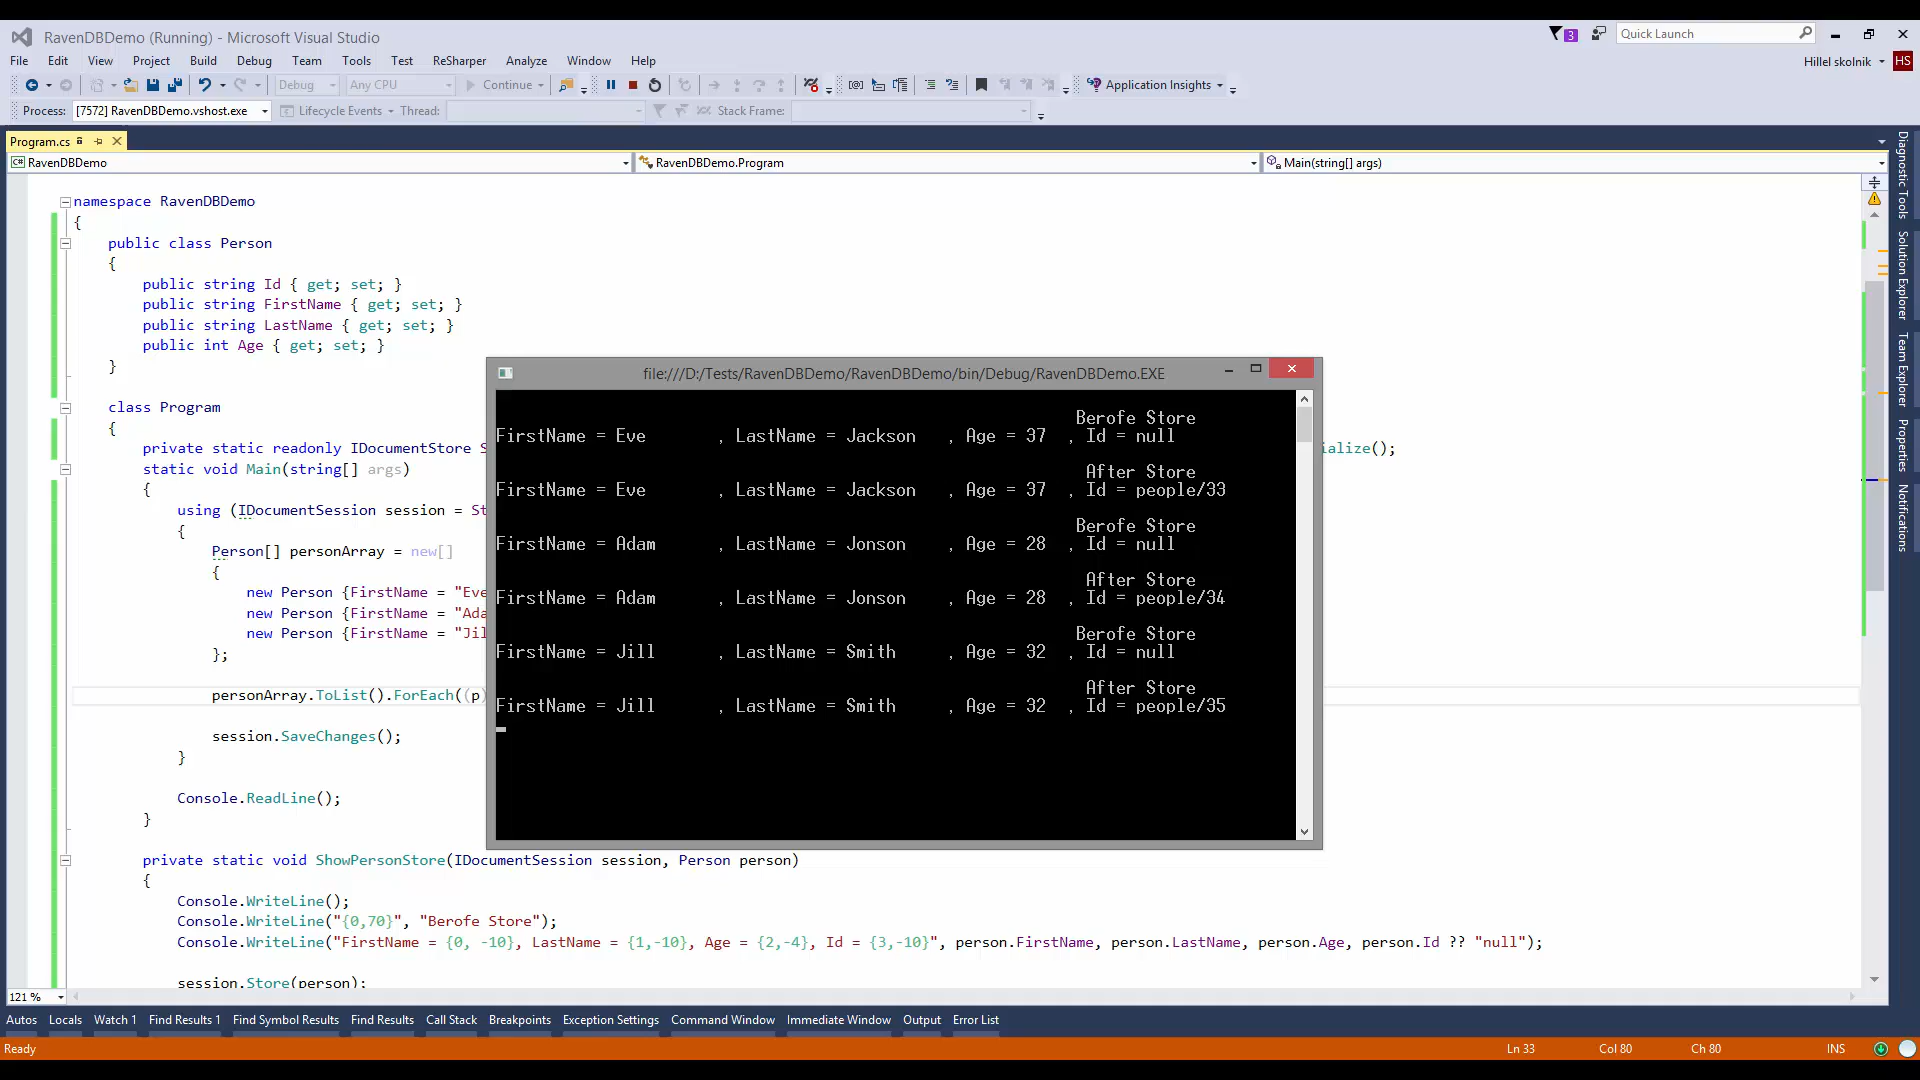 RavenDBDemo (Running) - Microsoft Visual Studio
3
Quick Launch
File Edit View Project Build Debug Team Tools Test ReSharper Analyze Window Help
Hillel skolnik HS
Debug Any CPU Continue Application Insights
Process: [7572] RavenDBDemo.vshost.exe Lifecycle Events Thread: Stack Frame:
Program.cs
C# RavenDBDemo RavenDBDemo.Program Main(string[] args)
namespace RavenDBDemo
{
public class Person
{
public string Id { get; set; }
public string FirstName { get; set; }
public string LastName { get; set; }
public int Age { get; set; }
}
class Program
{
private static readonly IDocumentStore S
ialize();
static void Main(string[] args)
{
using (IDocumentSession session = St
{
Person[] personArray = new[]
{
new Person {FirstName = "Eve
new Person {FirstName = "Ada
new Person {FirstName = "Jil
};
personArray.ToList().ForEach((p)
session.SaveChanges();
}
Console.ReadLine();
}
private static void ShowPersonStore(IDocumentSession session, Person person)
{
Console.WriteLine();
Console.WriteLine("{0,70}", "Berofe Store");
Console.WriteLine("FirstName = {0, -10}, LastName = {1,-10}, Age = {2,-4}, Id = {3,-10}", person.FirstName, person.LastName, person.Age, person.Id ?? "null");
session.Store(person);
file:///D:/Tests/RavenDBDemo/RavenDBDemo/bin/Debug/RavenDBDemo.EXE
Berofe Store
FirstName = Eve , LastName = Jackson , Age = 37 , Id = null
After Store
FirstName = Eve , LastName = Jackson , Age = 37 , Id = people/33
Berofe Store
FirstName = Adam , LastName = Jonson , Age = 28 , Id = null
After Store
FirstName = Adam , LastName = Jonson , Age = 28 , Id = people/34
Berofe Store
FirstName = Jill , LastName = Smith , Age = 32 , Id = null
After Store
FirstName = Jill , LastName = Smith , Age = 32 , Id = people/35
Diagnostic Tools
Solution Explorer
Team Explorer
Properties
Notifications
121 %
Autos Locals Watch 1 Find Results 1 Find Symbol Results Find Results Call Stack Breakpoints Exception Settings Command Window Immediate Window Output Error List
Ready Ln 33 Col 80 Ch 80 INS